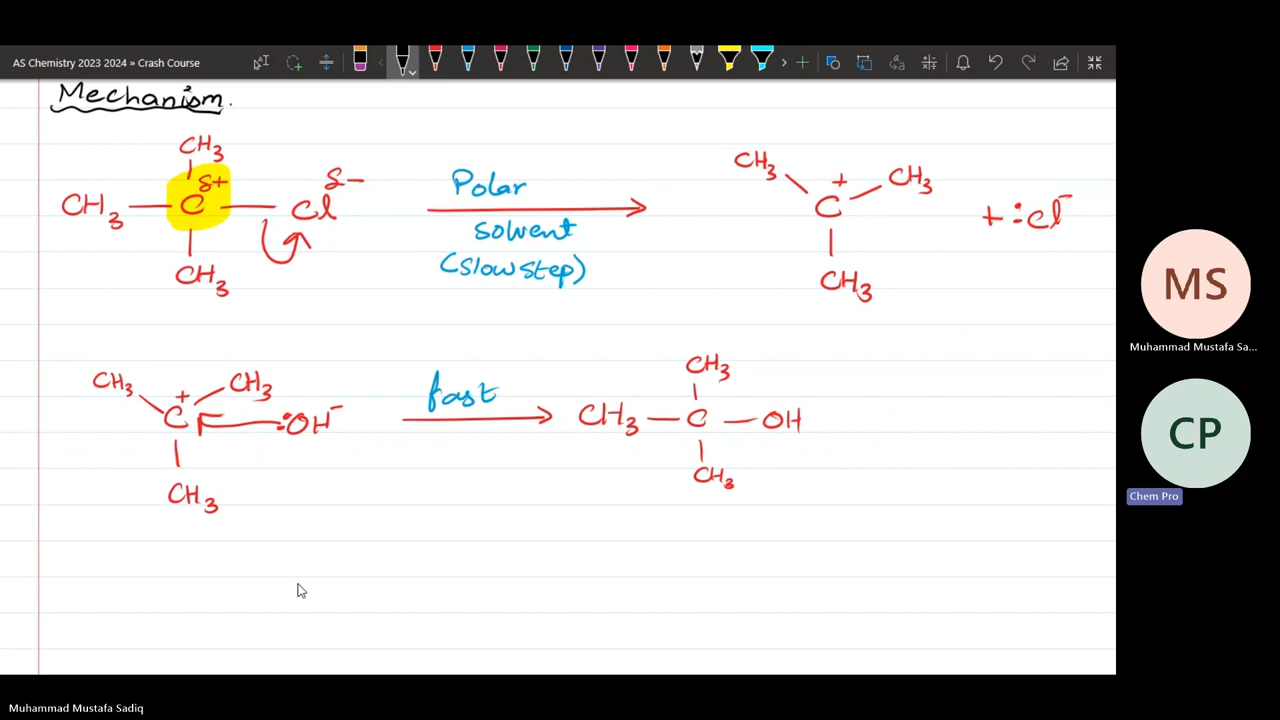 AS Chemistry 2023 2024 » Crash Course
Mechanism.
CH3
δ+
δ-
CH3 — C — Cl
CH3
Polar
solvent
(slow step)
CH3 CH3
+
C
CH3
+ :Cl-
MS
Muhammad Mustafa Sa...
CH3 CH3
+
C :OH-
CH3
fast
CH3
CH3 — C — OH
CH3
CP
Chem Pro
Muhammad Mustafa Sadiq